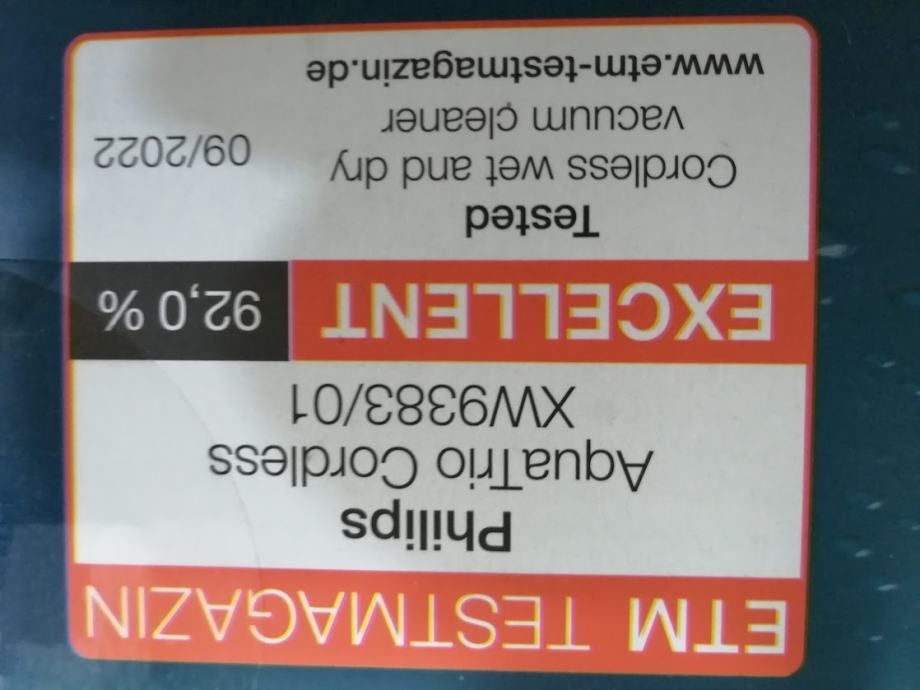 ETM TESTMAGAZIN
Philips
AquaTrio Cordless
XW9383/01
EXCELLENT 92,0 %
Tested
Cordless wet and dry
vacuum cleaner
09/2022
www.etm-testmagazin.de